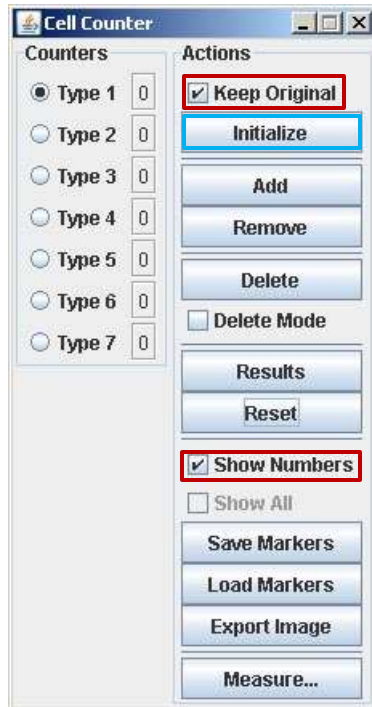 Cell Counter
Counters
Type 1 0
Type 2 0
Type 3 0
Type 4 0
Type 5 0
Type 6 0
Type 7 0
Actions
Keep Original
Initialize
Add
Remove
Delete
Delete Mode
Results
Reset
Show Numbers
Show All
Save Markers
Load Markers
Export Image
Measure...